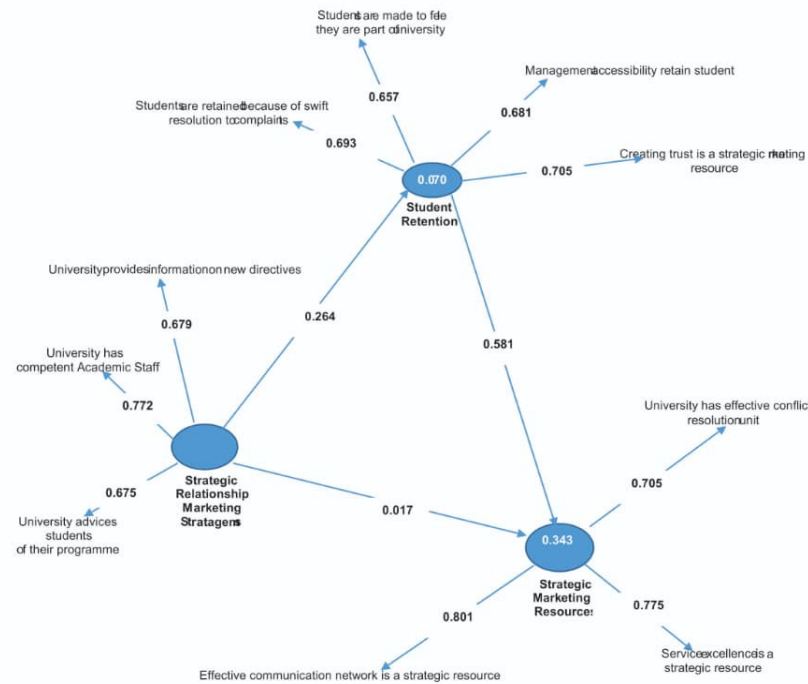 Students are made to feel
they are part of university
0.657
Management accessibility retain student
0.681
Students are retained because of swift
resolution to complaints
0.693
Creating trust is a strategic marketing
resource
0.705
0.070
Student
Retention
University provides information on new directives
0.679
0.264
0.581
University has
competent Academic Staff
0.772
University has effective conflic
resolution unit
0.705
Strategic
Relationship
Marketing
Stratagems
0.675
University advices
students
of their programme
0.017
0.343
Strategic
Marketing
Resources
0.801
0.775
Effective communication network is a strategic resource
Service excellence is a
strategic resource